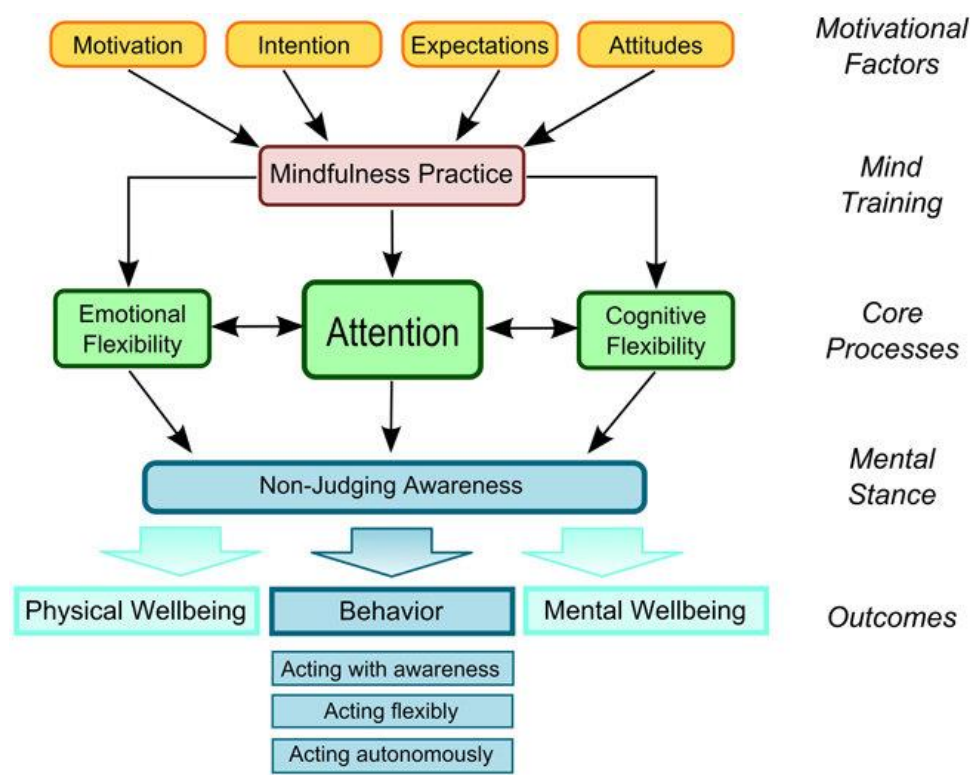 Motivation
Intention
Expectations
Attitudes
Motivational
Factors
Mindfulness Practice
Mind
Training
Emotional
Flexibility
Attention
Cognitive
Flexibility
Core
Processes
Non-Judging Awareness
Mental
Stance
Physical Wellbeing
Behavior
Mental Wellbeing
Outcomes
Acting with awareness
Acting flexibly
Acting autonomously